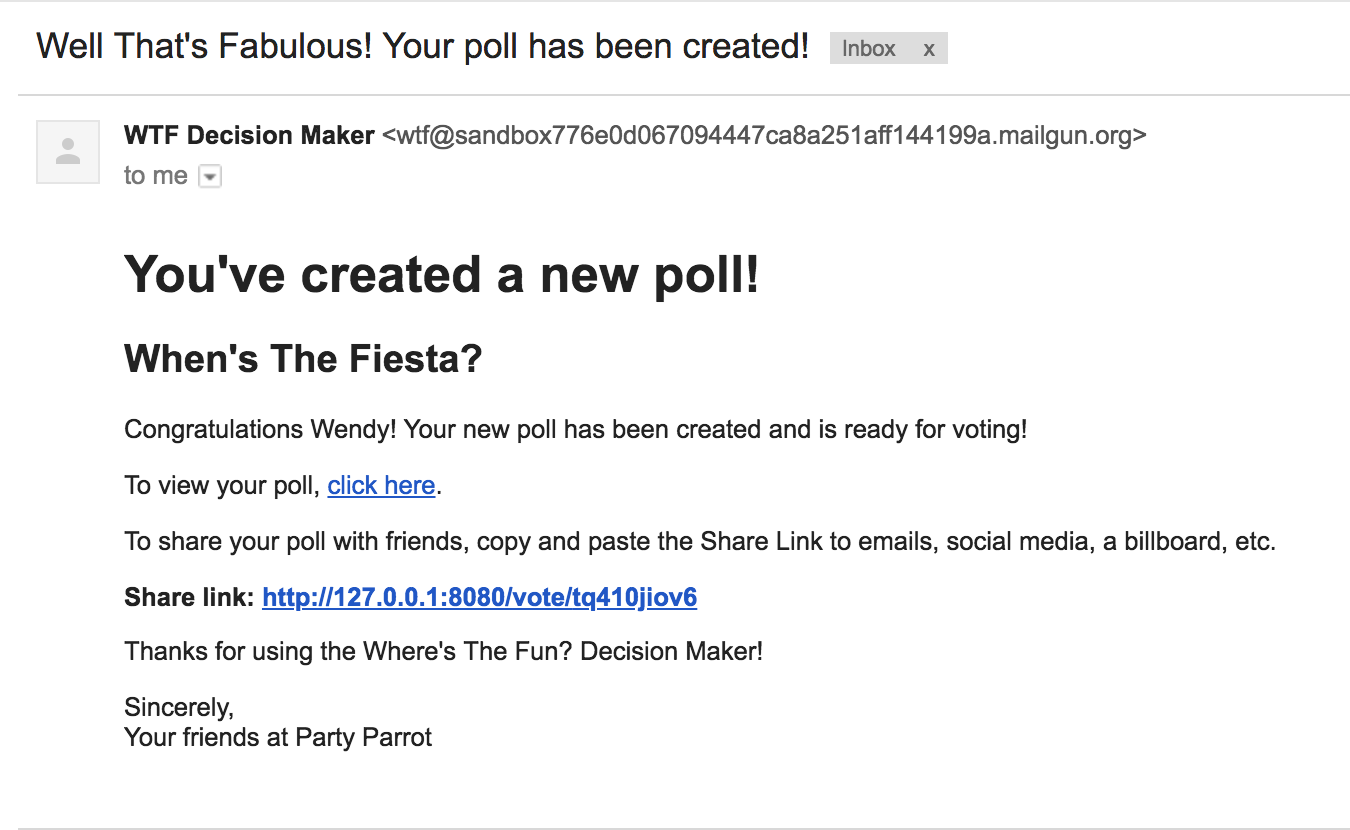 Well That's Fabulous! Your poll has been created! Inbox x
WTF Decision Maker <wtf@sandbox776e0d067094447ca8a251aff144199a.mailgun.org>
to me
You've created a new poll!
When's The Fiesta?
Congratulations Wendy! Your new poll has been created and is ready for voting!
To view your poll, click here.
To share your poll with friends, copy and paste the Share Link to emails, social media, a billboard, etc.
Share link: http://127.0.0.1:8080/vote/tq410jiov6
Thanks for using the Where's The Fun? Decision Maker!
Sincerely,
Your friends at Party Parrot